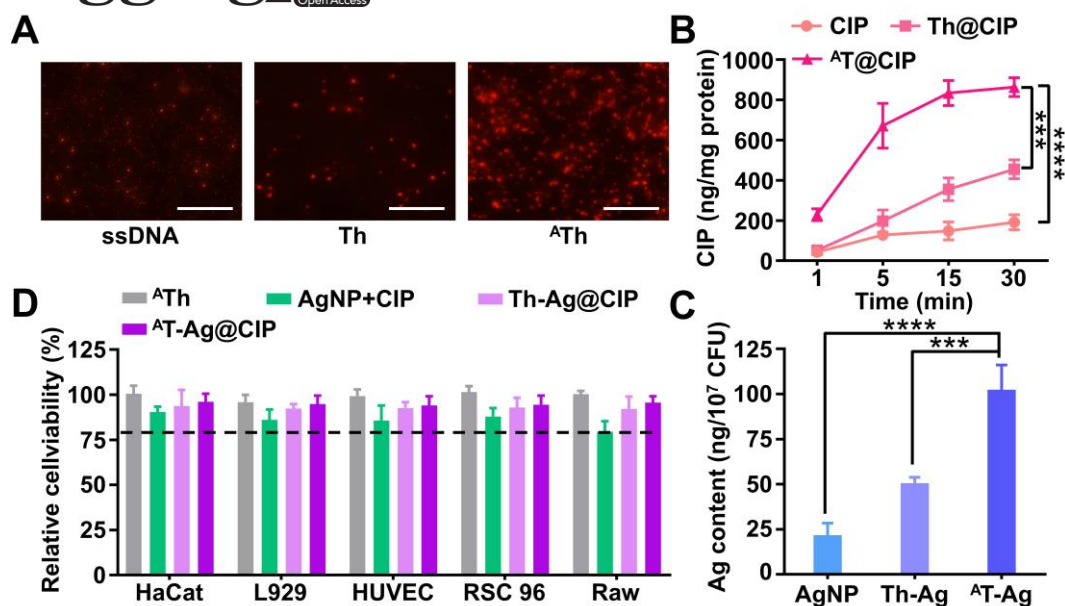 Open Access
A
ssDNA
Th
ᴬTh
B
CIP
Th@CIP
ᴬT@CIP
CIP (ng/mg protein)
1000
800
600
400
200
0
1
5
15
30
Time (min)
***
****
D
ᴬTh
AgNP+CIP
Th-Ag@CIP
ᴬT-Ag@CIP
Relative cellviability (%)
125
100
75
50
25
0
HaCat
L929
HUVEC
RSC 96
Raw
C
Ag content (ng/10⁷ CFU)
125
100
75
50
25
0
****
***
AgNP
Th-Ag
ᴬT-Ag